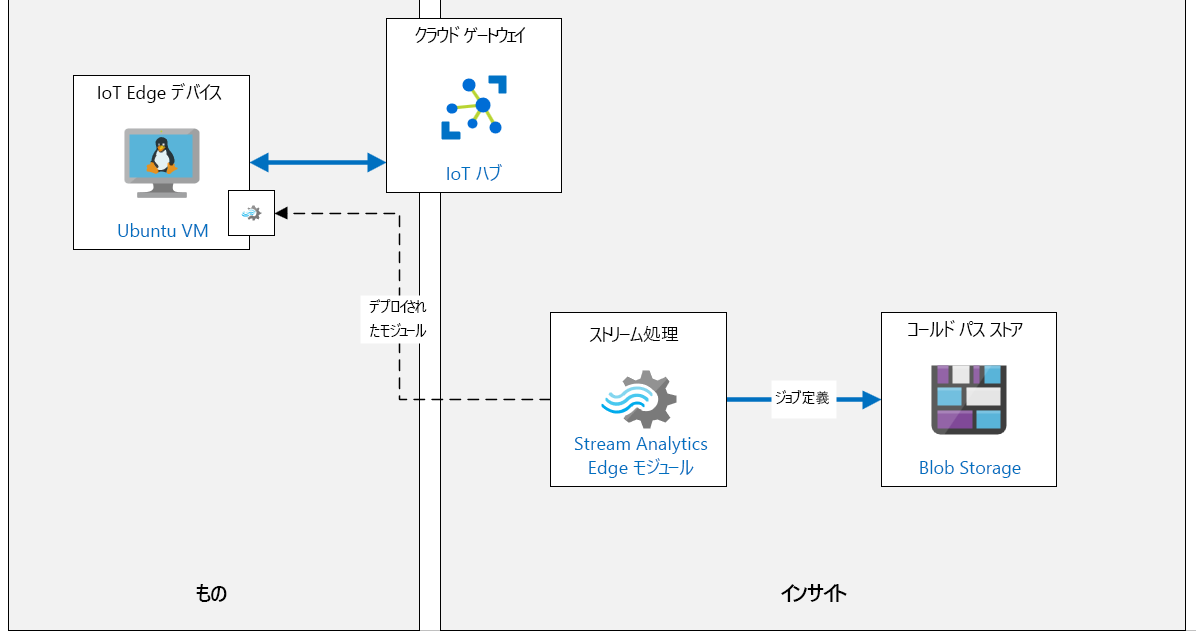 クラウド ゲートウェイ
IoT ハブ
IoT Edge デバイス
Ubuntu VM
デプロイされ
たモジュール
ストリーム処理
Stream Analytics
Edge モジュール
ジョブ定義
コールド パス ストア
Blob Storage
もの
インサイト